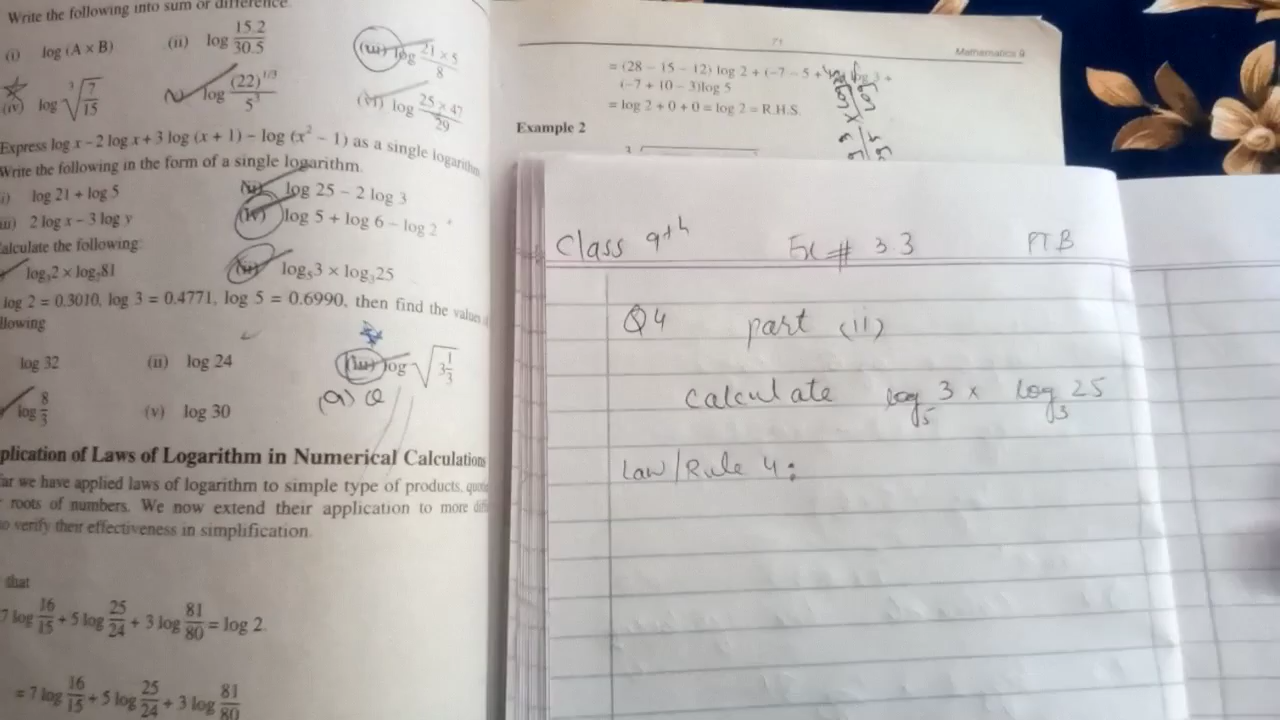 Write the following into sum or difference
(i) log (A × B) (ii) log 15.2/30.5 (iii) log 21 × 5/8
(iv) log ∛(7/15) log (22)^1/3/5³ (vi) log 25 × 47/29
Express log x – 2 log x + 3 log (x + 1) – log (x² – 1) as a single logarithm
Write the following in the form of a single logarithm.
i) log 21 + log 5 (ii) log 25 – 2 log 3
iii) 2 log x – 3 log y (iv) log 5 + log 6 – log 2
alculate the following:
log₃2 × log₂81 (ii) log₅3 × log₃25
log 2 = 0.3010, log 3 = 0.4771, log 5 = 0.6990, then find the values
llowing
log 32 (ii) log 24 (iii) log √(3 1/3)
log 8/3 (v) log 30
plication of Laws of Logarithm in Numerical Calculations
far we have applied laws of logarithm to simple type of products,
roots of numbers. We now extend their application to more
o verify their effectiveness in simplification.
that
7 log 16/15 + 5 log 25/24 + 3 log 81/80 = log 2.
= 7 log 16/15 + 5 log 25/24 + 3 log 81/80
71 Mathematics 9
= (28 – 15 – 12) log 2 + (–7 – 5 + log 3 +
(–7 + 10 – 3)log 5
= log 2 + 0 + 0 = log 2 = R.H.S.
Example 2
Class 9th Ex # 3.3 PTB
Q4 part (ii)
Calculate log₅ 3 × log₃ 25
Law/Rule 4: